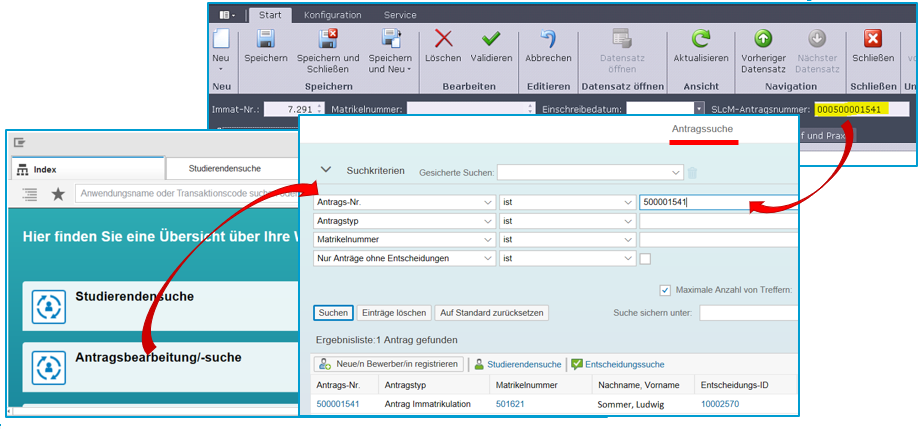 Start Konfiguration Service
Neu Speichern Speichern und Schließen Speichern und Neu Löschen Validieren Abbrechen Datensatz öffnen Aktualisieren Vorheriger Datensatz Nächster Datensatz Schließen
Neu Speichern Bearbeiten Editieren Datensatz öffnen Ansicht Navigation Schließen
Immat-Nr.: 7.291 Matrikelnummer: Einschreibedatum: SLcM-Antragsnummer: 000500001541
f und Prax
Index Studierendensuche
Anwendungsname oder Transaktionscode suche
Hier finden Sie eine Übersicht über Ihre W
Studierendensuche
Antragsbearbeitung/-suche
Antragssuche
Suchkriterien Gesicherte Suchen:
Antrags-Nr. ist 500001541
Antragstyp ist
Matrikelnummer ist
Nur Anträge ohne Entscheidungen ist
Maximale Anzahl von Treffern:
Suchen Einträge löschen Auf Standard zurücksetzen Suche sichern unter:
Ergebnisliste:1 Antrag gefunden
Neue/n Bewerber/in registrieren Studierendensuche Entscheidungssuche
Antrags-Nr. Antragstyp Matrikelnummer Nachname, Vorname Entscheidungs-ID
500001541 Antrag Immatrikulation 501621 Sommer, Ludwig 10002570